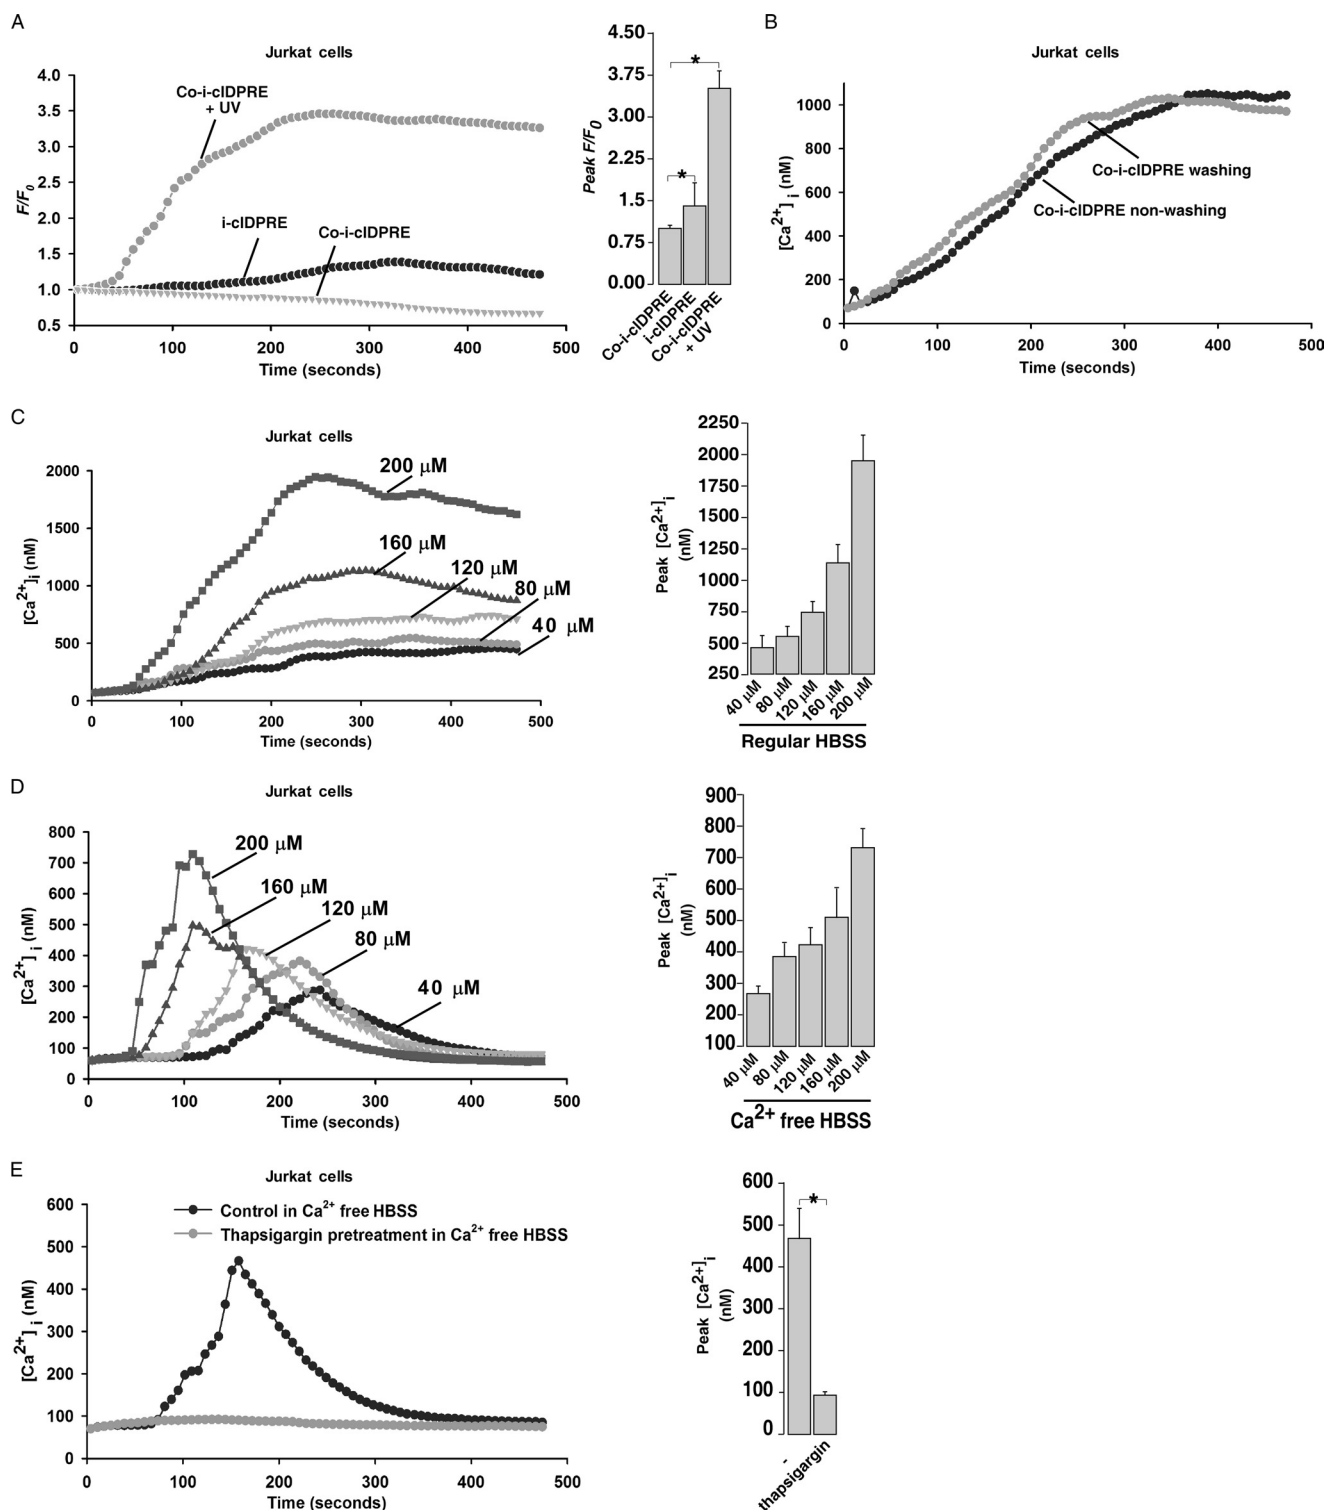 A
Jurkat cells
4.0
3.5
3.0
2.5
2.0
1.5
1.0
0.5
F/F0
Co-i-cIDPRE
+ UV
i-cIDPRE
Co-i-cIDPRE
0 100 200 300 400 500
Time (seconds)
4.50
3.75
3.00
2.25
1.5
0.75
0.00
Peak F/F0
*
*
Co-i-cIDPRE
i-cIDPRE
Co-i-cIDPRE
+ UV
B
Jurkat cells
1000
800
600
400
200
0
[Ca2+] i (nM)
Co-i-cIDPRE washing
Co-i-cIDPRE non-washing
0 100 200 300 400 500
Time (seconds)
C
Jurkat cells
2000
1500
1000
500
0
[Ca2+]i (nM)
200 µM
160 µM
120 µM
80 µM
40 µM
0 100 200 300 400 500
Time (seconds)
2250
2000
1750
1500
1250
1000
750
500
250
Peak [Ca2+]i
(nM)
40 µM
80 µM
120 µM
160 µM
200 µM
Regular HBSS
D
Jurkat cells
800
700
600
500
400
300
200
100
0
[Ca2+] i (nM)
200 µM
160 µM
120 µM
80 µM
40 µM
0 100 200 300 400 500
Time (seconds)
900
800
700
600
500
400
300
200
100
Peak [Ca2+]i
(nM)
40 µM
80 µM
120 µM
160 µM
200 µM
Ca2+ free HBSS
E
Jurkat cells
600
500
400
300
200
100
0
[Ca2+] i (nM)
Control in Ca2+ free HBSS
Thapsigargin pretreatment in Ca2+ free HBSS
0 100 200 300 400 500
Time (seconds)
600
500
400
300
200
100
0
Peak [Ca2+]i
(nM)
*
-
thapsigargin